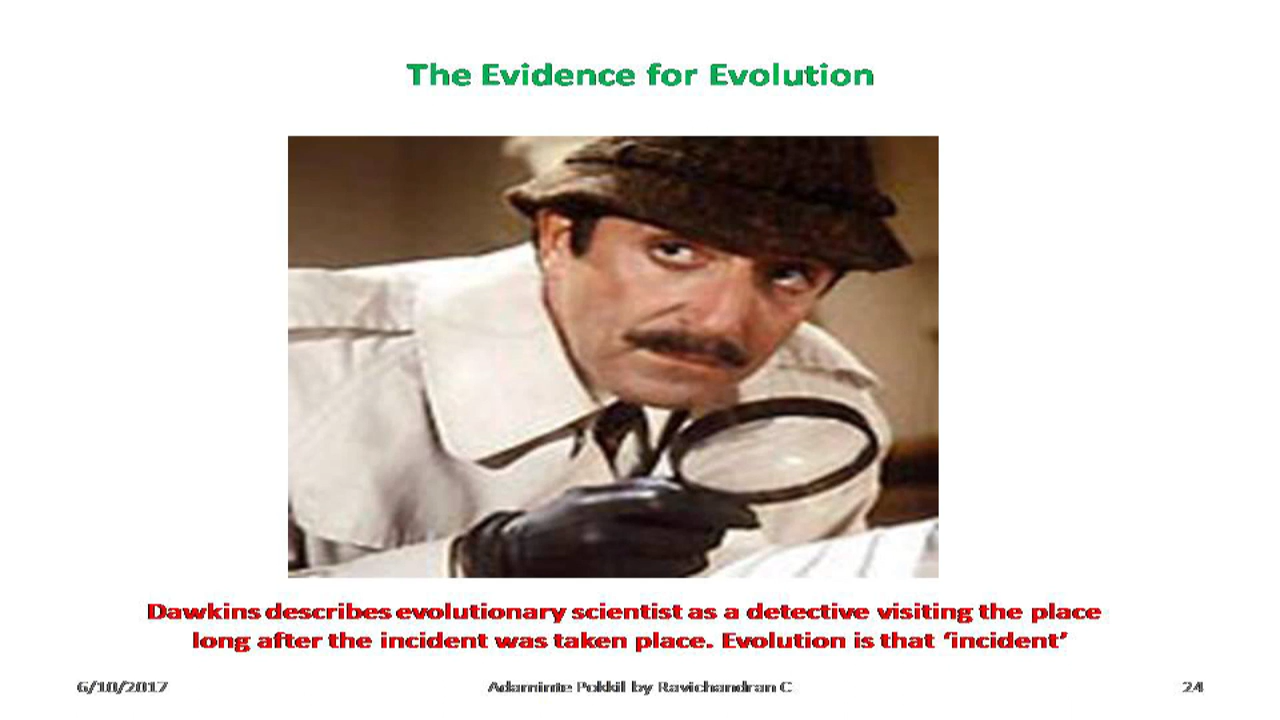 The Evidence for Evolution
Dawkins describes evolutionary scientist as a detective visiting the place
long after the incident was taken place. Evolution is that ‘incident’
6/10/2017 Adaminte Pokkil by Ravichandran C 24